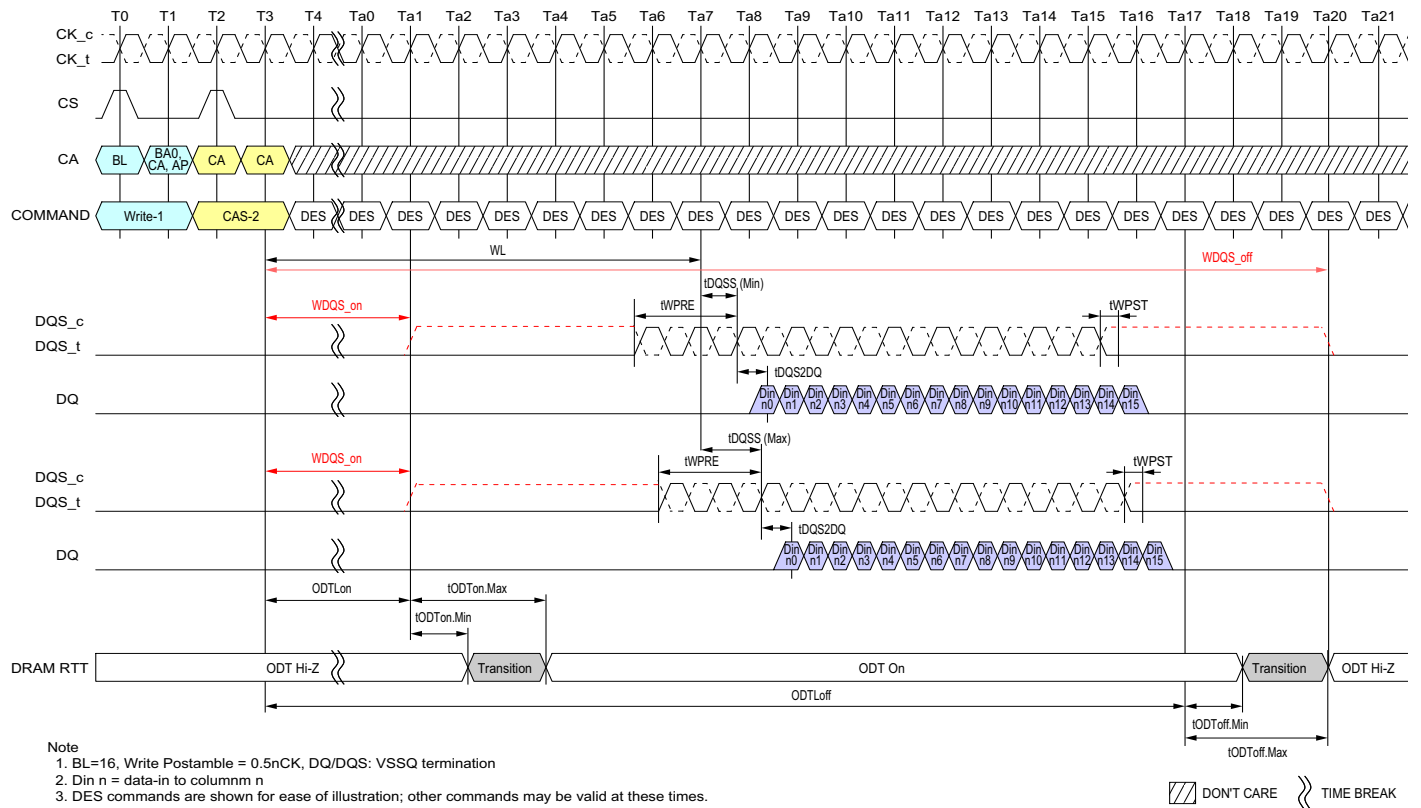 T0 T1 T2 T3 T4 Ta0 Ta1 Ta2 Ta3 Ta4 Ta5 Ta6 Ta7 Ta8 Ta9 Ta10 Ta11 Ta12 Ta13 Ta14 Ta15 Ta16 Ta17 Ta18 Ta19 Ta20 Ta21
CK_c
CK_t
CS
CA BL BA0, CA, AP CA CA
COMMAND Write-1 CAS-2 DES DES DES DES DES DES DES DES DES DES DES DES DES DES DES DES DES DES DES DES DES DES DES
WL
WDQS_off
tDQSS (Min)
WDQS_on tWPRE tWPST
DQS_c
DQS_t
tDQS2DQ
DQ Din n0 Din n1 Din n2 Din n3 Din n4 Din n5 Din n6 Din n7 Din n8 Din n9 Din n10 Din n11 Din n12 Din n13 Din n14 Din n15
tDQSS (Max)
WDQS_on tWPRE tWPST
DQS_c
DQS_t
tDQS2DQ
DQ Din n0 Din n1 Din n2 Din n3 Din n4 Din n5 Din n6 Din n7 Din n8 Din n9 Din n10 Din n11 Din n12 Din n13 Din n14 Din n15
ODTLon tODTon.Max
tODTon.Min
DRAM RTT ODT Hi-Z Transition ODT On Transition ODT Hi-Z
ODTLoff
tODToff.Min
tODToff.Max
Note
1. BL=16, Write Postamble = 0.5nCK, DQ/DQS: VSSQ termination
2. Din n = data-in to columnm n
3. DES commands are shown for ease of illustration; other commands may be valid at these times.
DON'T CARE TIME BREAK